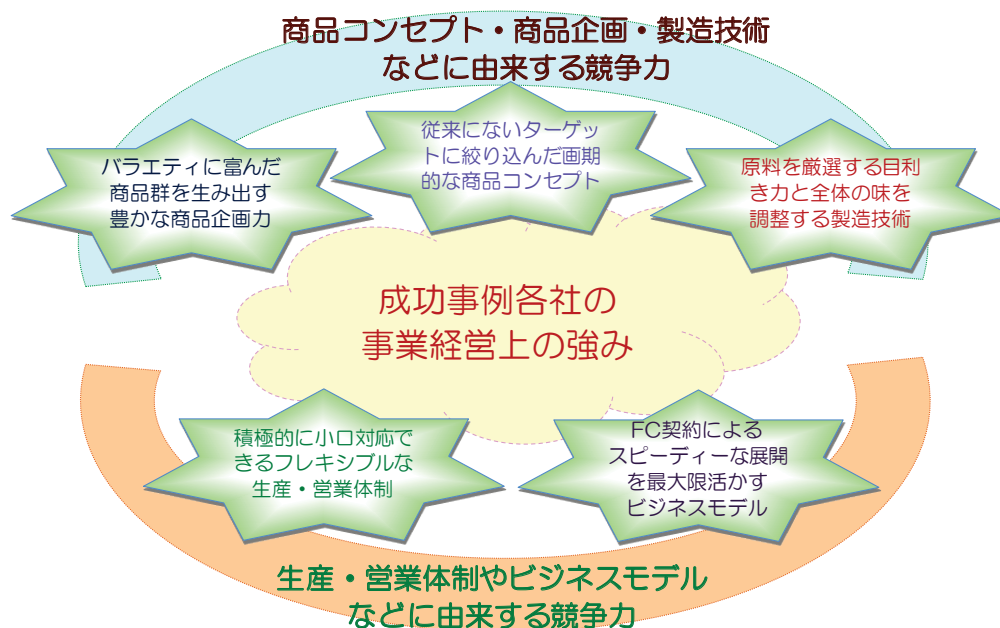 商品コンセプト・商品企画・製造技術
などに由来する競争力
バラエティに富んだ
商品群を生み出す
豊かな商品企画力
従来にないターゲッ
トに絞り込んだ画期
的な商品コンセプト
原料を厳選する目利
き力と全体の味を
調整する製造技術
成功事例各社の
事業経営上の強み
積極的に小口対応で
きるフレキシブルな
生産・営業体制
FC契約による
スピーディーな展開
を最大限活かす
ビジネスモデル
生産・営業体制やビジネスモデル
などに由来する競争力